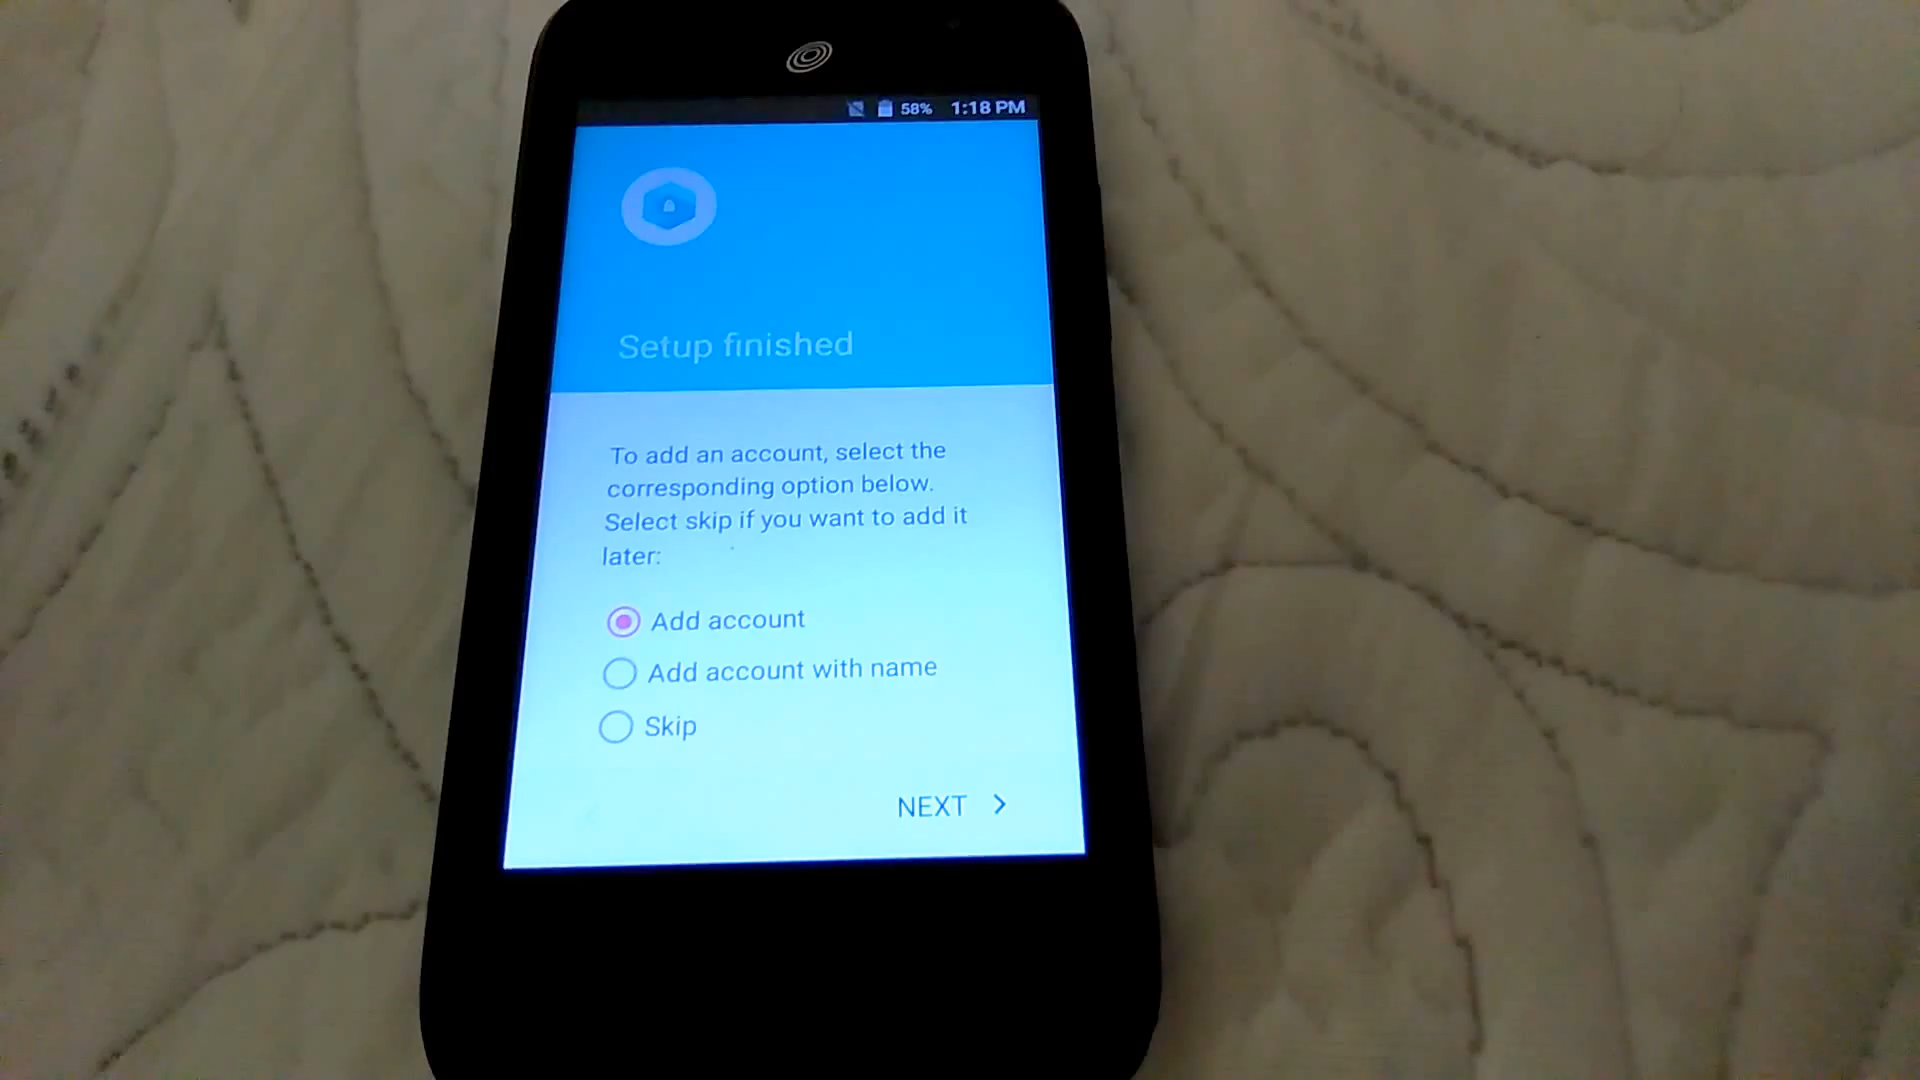 58% 1:18 PM
Setup finished
To add an account, select the
corresponding option below.
Select skip if you want to add it
later:
Add account
Add account with name
Skip
NEXT